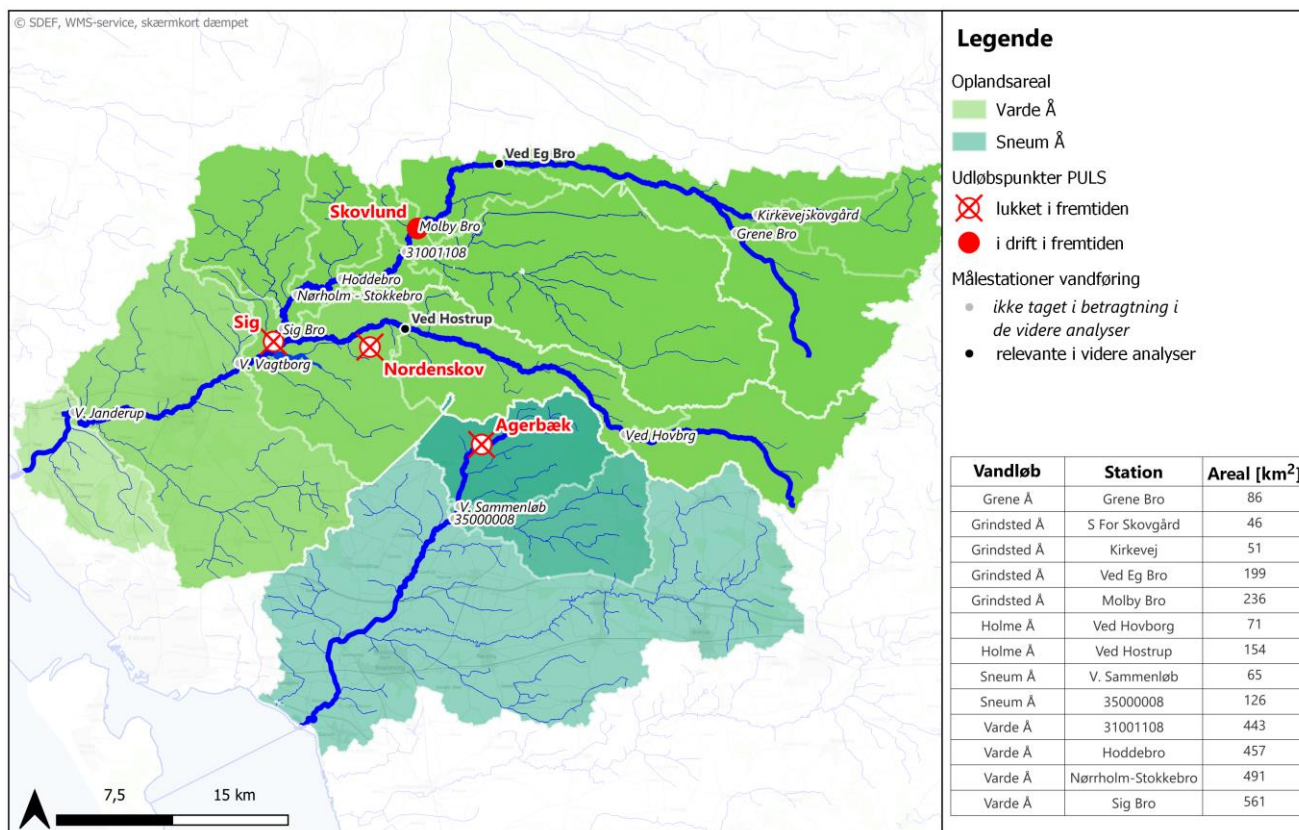 © SDEF, WMS-service, skærmkort dæmpet
Ved Eg Bro
Skovlund
Molby Bro
Kirkevej
Skovgård
Grene Bro
31001108
Hoddebro
Nørholm - Stokkebro
Sig
Sig Bro
Ved Hostrup
V. Vagtborg
Nordenskov
V. Janderup
Agerbæk
Ved Hovbrg
V. Sammenløb
35000008
7,5
15 km
Legende
Oplandsareal
Varde Å
Sneum Å
Udløbspunkter PULS
lukket i fremtiden
i drift i fremtiden
Målestationer vandføring
ikke taget i betragtning i
de videre analyser
relevante i videre analyser
Vandløb Station Areal [km²]
Grene Å Grene Bro 86
Grindsted Å S For Skovgård 46
Grindsted Å Kirkevej 51
Grindsted Å Ved Eg Bro 199
Grindsted Å Molby Bro 236
Holme Å Ved Hovborg 71
Holme Å Ved Hostrup 154
Sneum Å V. Sammenløb 65
Sneum Å 35000008 126
Varde Å 31001108 443
Varde Å Hoddebro 457
Varde Å Nørrholm-Stokkebro 491
Varde Å Sig Bro 561